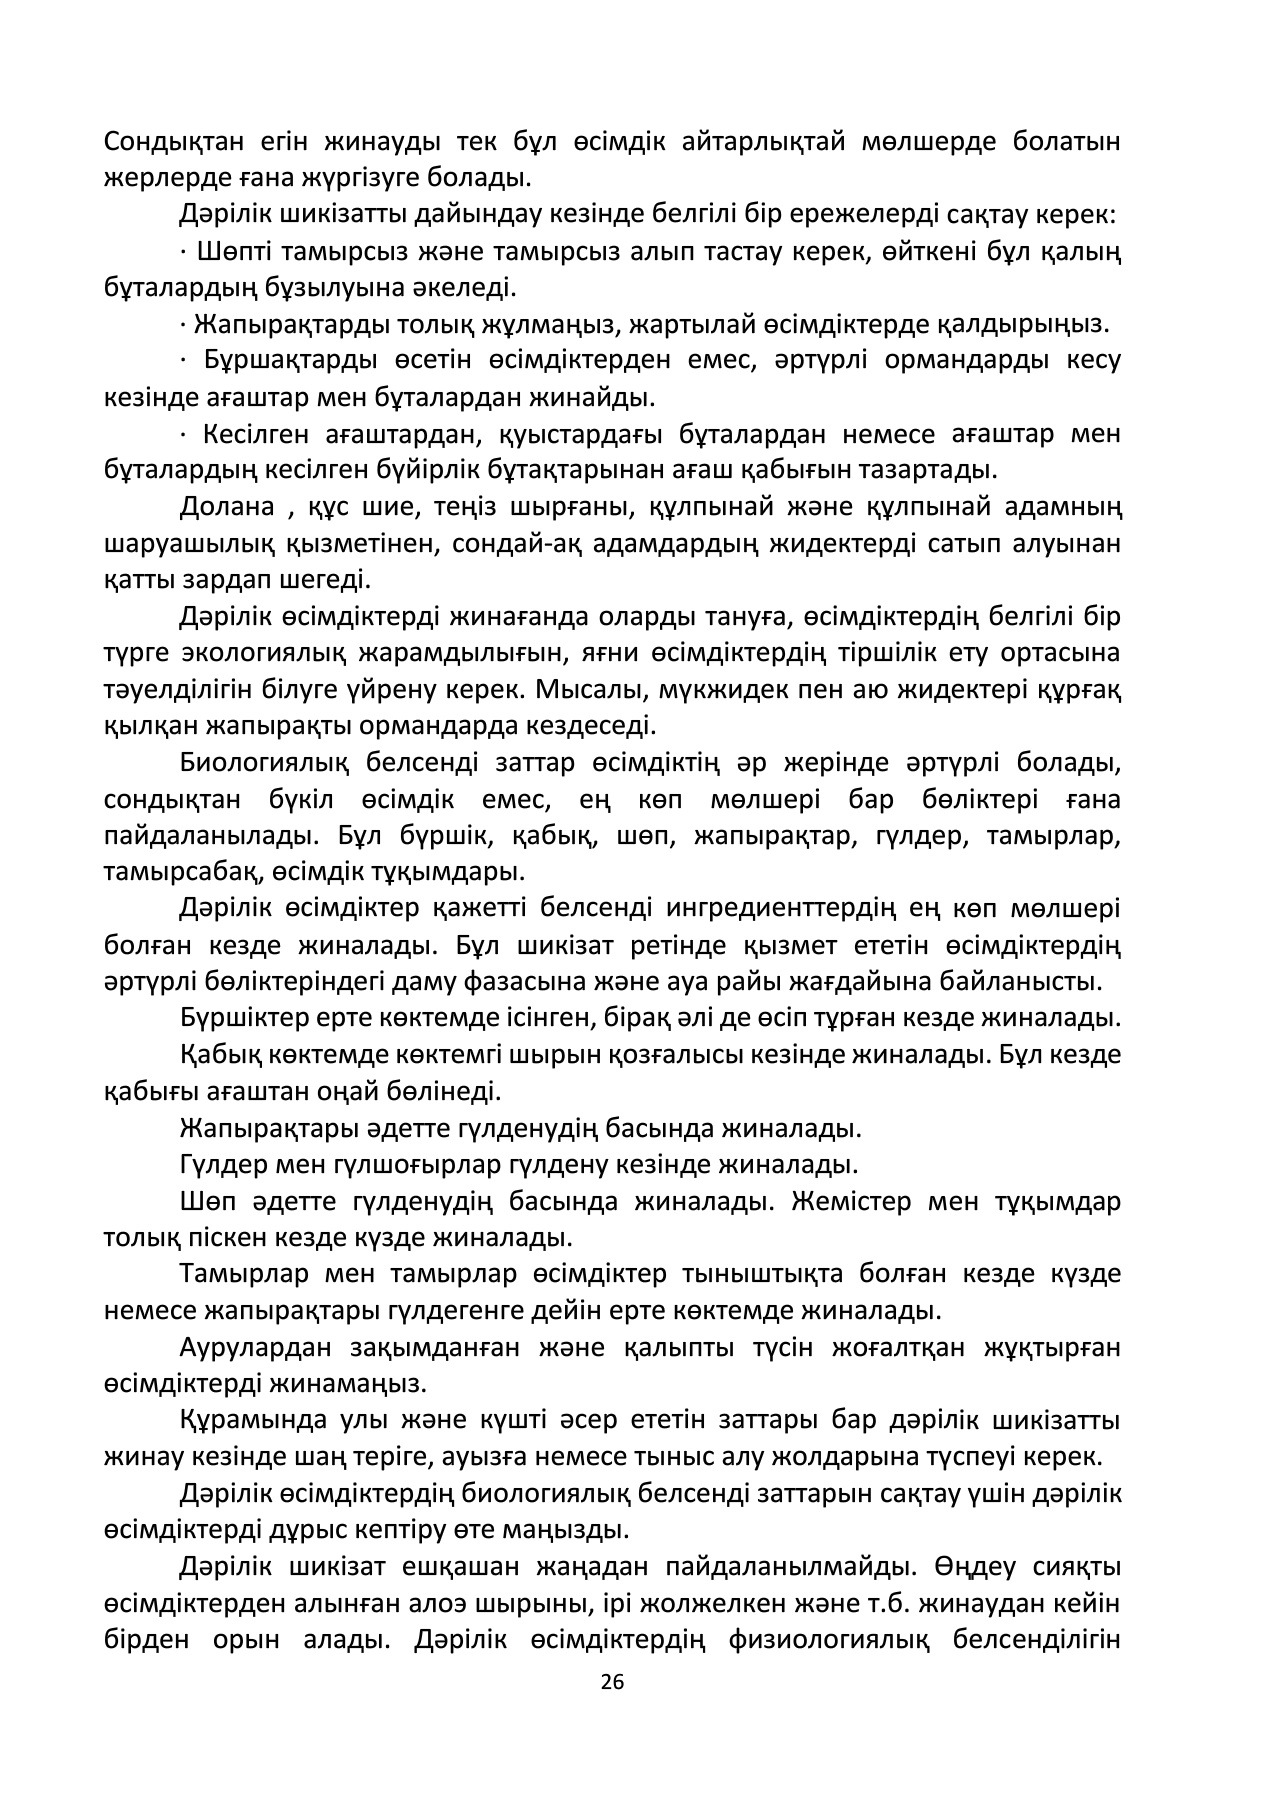 Сондықтан егін жинауды тек бұл өсімдік айтарлықтай мөлшерде болатын
жерлерде ғана жүргізуге болады.
Дәрілік шикізатты дайындау кезінде белгілі бір ережелерді сақтау керек:
· Шөпті тамырсыз және тамырсыз алып тастау керек, өйткені бұл қалың
бұталардың бұзылуына әкеледі.
· Жапырақтарды толық жұлмаңыз, жартылай өсімдіктерде қалдырыңыз.
· Бұршақтарды өсетін өсімдіктерден емес, әртүрлі ормандарды кесу
кезінде ағаштар мен бұталардан жинайды.
· Кесілген ағаштардан, қуыстардағы бұталардан немесе ағаштар мен
бұталардың кесілген бүйірлік бұтақтарынан ағаш қабығын тазартады.
Долана , құс шие, теңіз шырғаны, құлпынай және құлпынай адамның
шаруашылық қызметінен, сондай-ақ адамдардың жидектерді сатып алуынан
қатты зардап шегеді.
Дәрілік өсімдіктерді жинағанда оларды тануға, өсімдіктердің белгілі бір
түрге экологиялық жарамдылығын, яғни өсімдіктердің тіршілік ету ортасына
тәуелділігін білуге үйрену керек. Мысалы, мүкжидек пен аю жидектері құрғақ
қылқан жапырақты ормандарда кездеседі.
Биологиялық белсенді заттар өсімдіктің әр жерінде әртүрлі болады,
сондықтан бүкіл өсімдік емес, ең көп мөлшері бар бөліктері ғана
пайдаланылады. Бұл бүршік, қабық, шөп, жапырақтар, гүлдер, тамырлар,
тамырсабақ, өсімдік тұқымдары.
Дәрілік өсімдіктер қажетті белсенді ингредиенттердің ең көп мөлшері
болған кезде жиналады. Бұл шикізат ретінде қызмет ететін өсімдіктердің
әртүрлі бөліктеріндегі даму фазасына және ауа райы жағдайына байланысты.
Бүршіктер ерте көктемде ісінген, бірақ әлі де өсіп тұрған кезде жиналады.
Қабық көктемде көктемгі шырын қозғалысы кезінде жиналады. Бұл кезде
қабығы ағаштан оңай бөлінеді.
Жапырақтары әдетте гүлденудің басында жиналады.
Гүлдер мен гүлшоғырлар гүлдену кезінде жиналады.
Шөп әдетте гүлденудің басында жиналады. Жемістер мен тұқымдар
толық піскен кезде күзде жиналады.
Тамырлар мен тамырлар өсімдіктер тыныштықта болған кезде күзде
немесе жапырақтары гүлдегенге дейін ерте көктемде жиналады.
Аурулардан зақымданған және қалыпты түсін жоғалтқан жұқтырған
өсімдіктерді жинамаңыз.
Құрамында улы және күшті әсер ететін заттары бар дәрілік шикізатты
жинау кезінде шаң теріге, ауызға немесе тыныс алу жолдарына түспеуі керек.
Дәрілік өсімдіктердің биологиялық белсенді заттарын сақтау үшін дәрілік
өсімдіктерді дұрыс кептіру өте маңызды.
Дәрілік шикізат ешқашан жаңадан пайдаланылмайды. Өңдеу сияқты
өсімдіктерден алынған алоэ шырыны, ірі жолжелкен және т.б. жинаудан кейін
бірден орын алады. Дәрілік өсімдіктердің физиологиялық белсенділігін
26